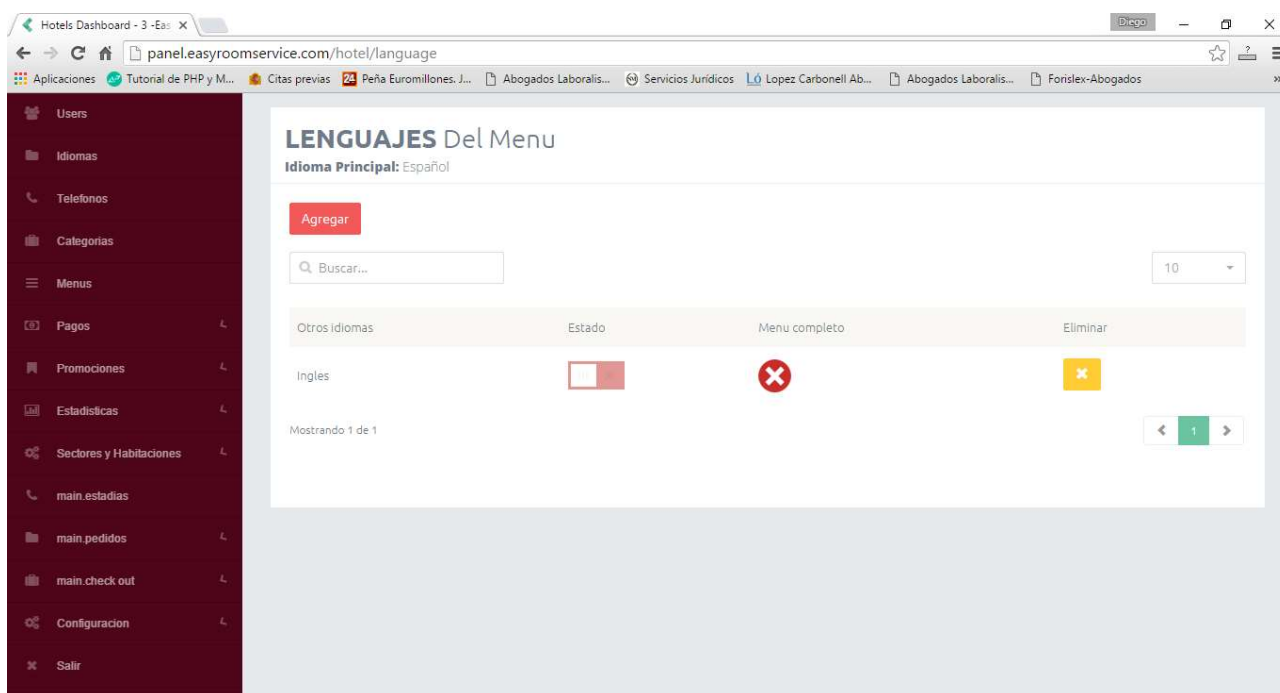 Hotels Dashboard - 3 -Eas
Diego
panel.easyroomservice.com/hotel/language
Aplicaciones Tutorial de PHP y M... Citas previas 24 Peña Euromillones: J... Abogados Laboralis... Servicios Jurídicos LÓ Lopez Carbonell Ab... Abogados Laboralis... Forislex-Abogados »
Users
Idiomas
Telefonos
Categorias
Menus
Pagos
Promociones
Estadisticas
Sectores y Habitaciones
main.estadias
main.pedidos
main.check out
Configuracion
Salir
LENGUAJES Del Menu
Idioma Principal: Español
Agregar
Buscar...
10
Otros idiomas Estado Menu completo Eliminar
Ingles
Mostrando 1 de 1
1